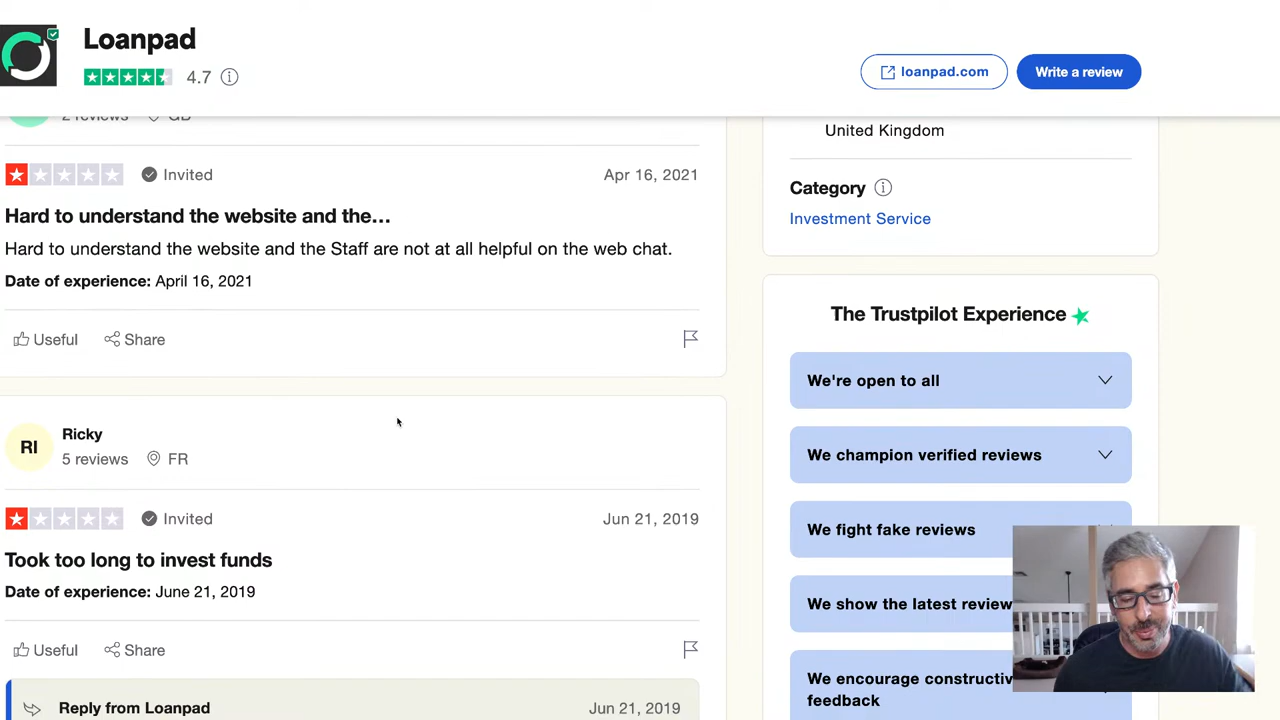 Loanpad
4.7
loanpad.com
Write a review
2 reviews GB
Invited
Apr 16, 2021
Hard to understand the website and the...
Hard to understand the website and the Staff are not at all helpful on the web chat.
Date of experience: April 16, 2021
Useful
Share
RI
Ricky
5 reviews
FR
Invited
Jun 21, 2019
Took too long to invest funds
Date of experience: June 21, 2019
Useful
Share
Reply from Loanpad
Jun 21, 2019
United Kingdom
Category
Investment Service
The Trustpilot Experience
We're open to all
We champion verified reviews
We fight fake reviews
We show the latest review
We encourage constructiv
feedback